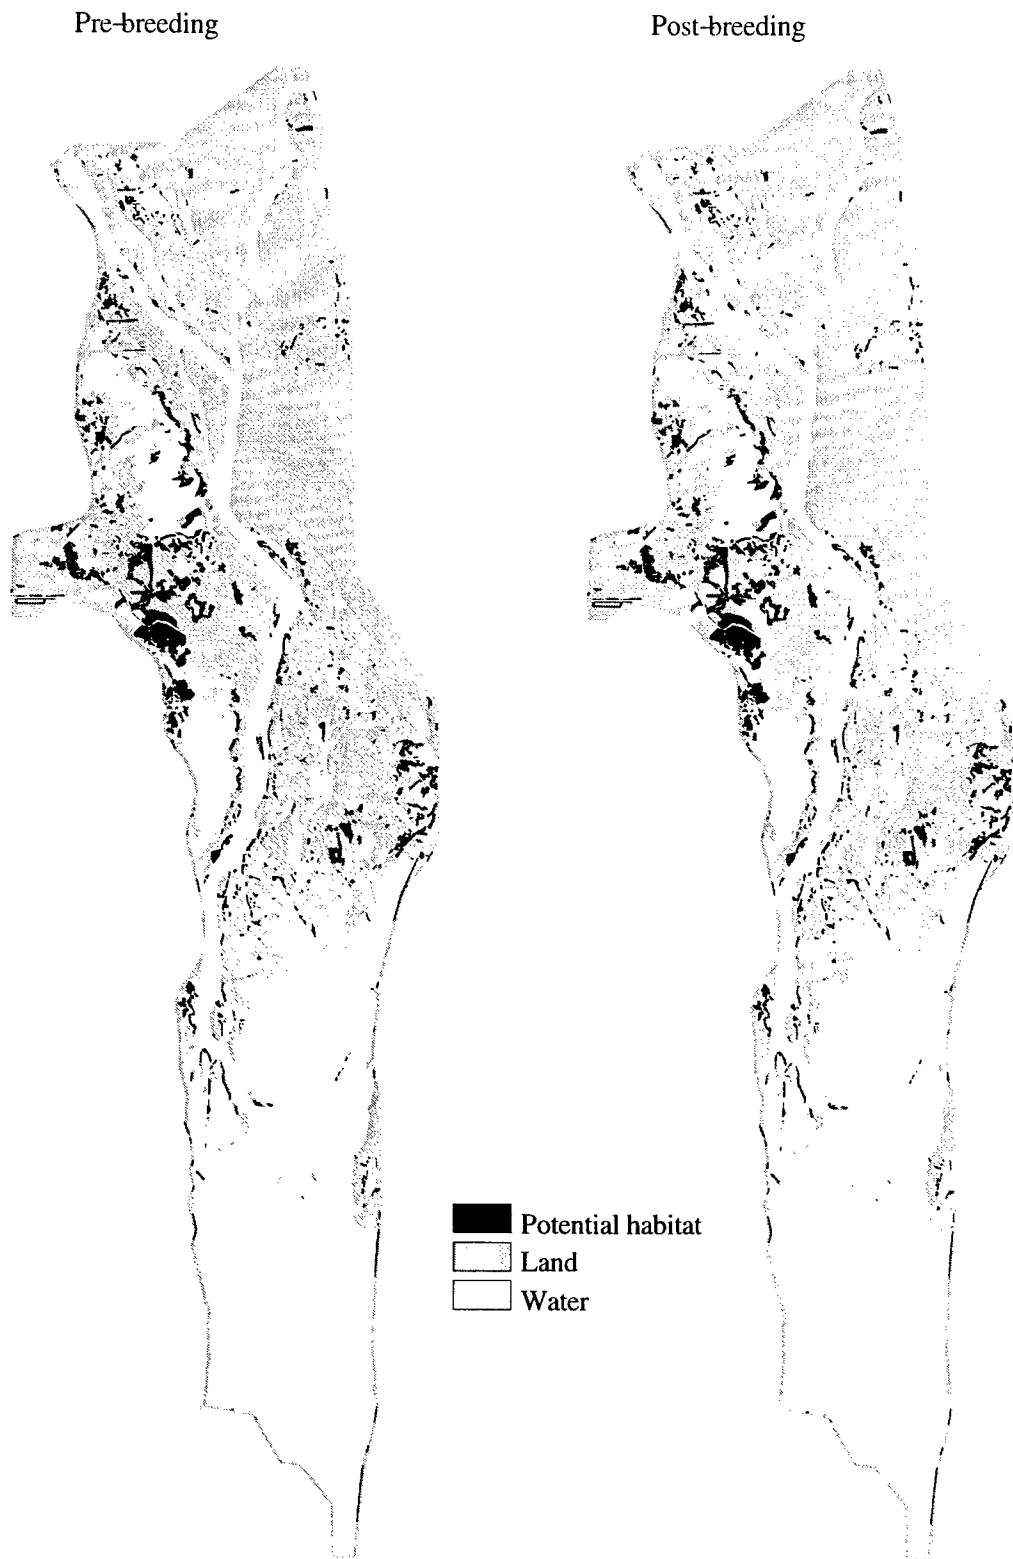 Pre-breeding
Post-breeding
Potential habitat
Land
Water